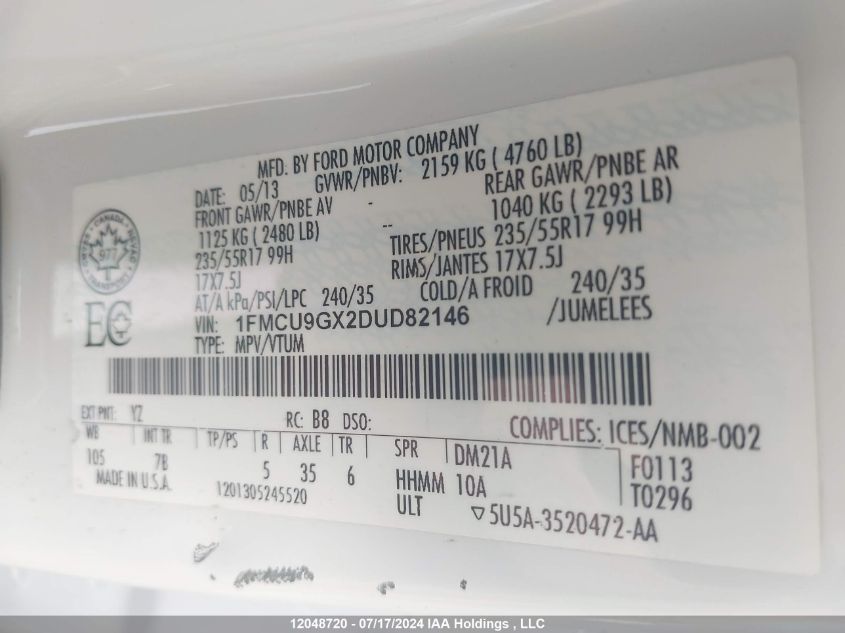 MFD. BY FORD MOTOR COMPANY
DATE: 05/13 GVWR/PNBV: 2159 KG ( 4760 LB)
FRONT GAWR/PNBE AV - REAR GAWR/PNBE AR
1125 KG ( 2480 LB) -- 1040 KG ( 2293 LB)
235/55R17 99H TIRES/PNEUS 235/55R17 99H
17X7.5J RIMS/JANTES 17X7.5J
AT/A kPa/PSI/LPC 240/35 COLD/A FROID 240/35
VIN: 1FMCU9GX2DUD82146 /JUMELEES
TYPE: MPV/VTUM
CANADA
977
TRANSPORT
EC
EXT PNT: YZ RC: B8 DSO: COMPLIES: ICES/NMB-002
WB INT TR TP/PS R AXLE TR SPR DM21A F0113
105 7B 5 35 6 HHMM 10A T0296
MADE IN U.S.A. 1201305245520 ULT ▽5U5A-3520472-AA
12048720 - 07/17/2024 IAA Holdings , LLC